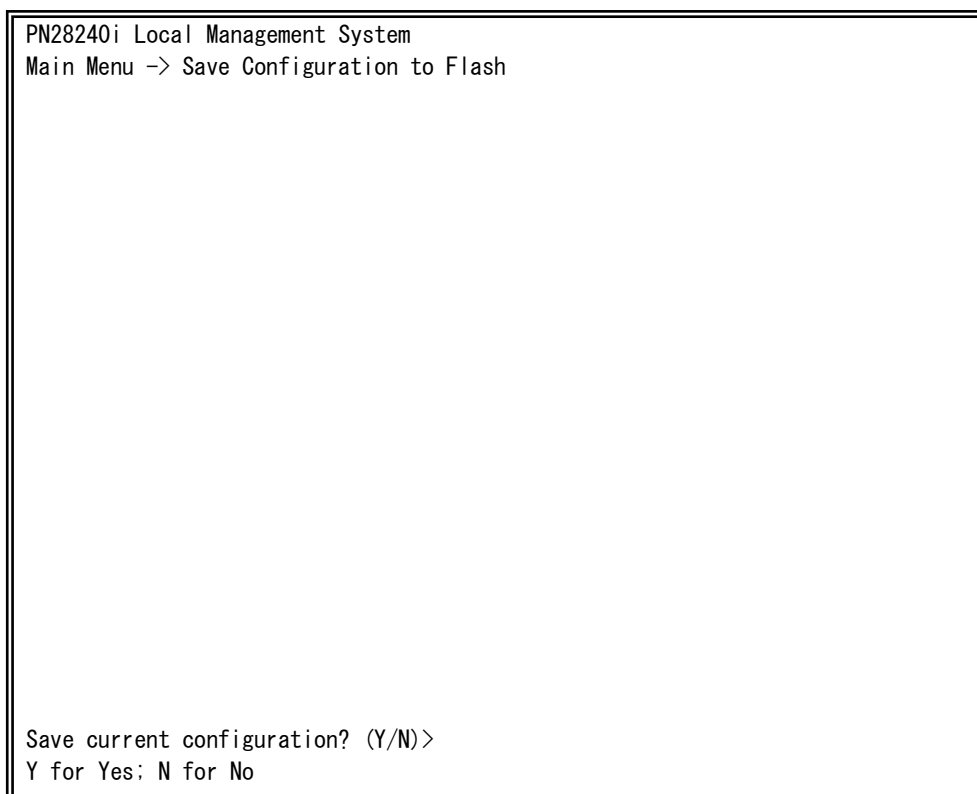 PN28240i Local Management System
Main Menu -> Save Configuration to Flash
Save current configuration? (Y/N)>
Y for Yes; N for No